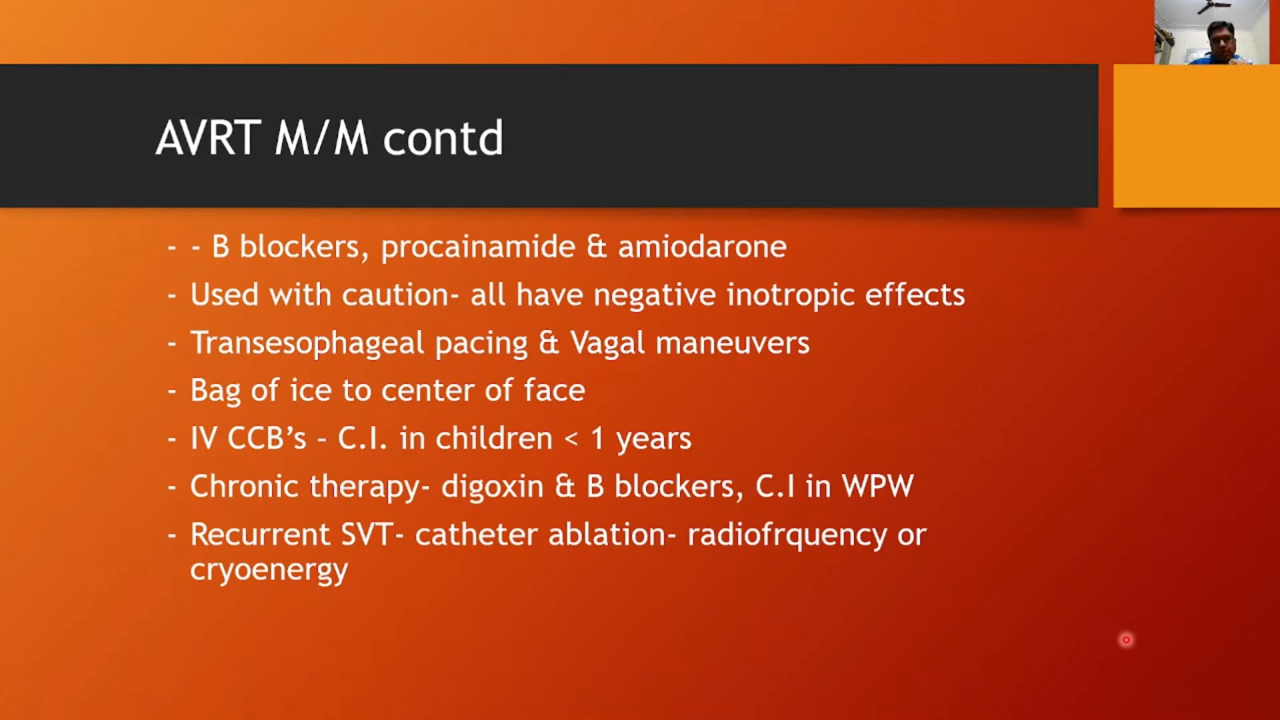 AVRT M/M contd
- - B blockers, procainamide & amiodarone
- Used with caution- all have negative inotropic effects
- Transesophageal pacing & Vagal maneuvers
- Bag of ice to center of face
- IV CCB’s - C.I. in children < 1 years
- Chronic therapy- digoxin & B blockers, C.I in WPW
- Recurrent SVT- catheter ablation- radiofrquency or
cryoenergy